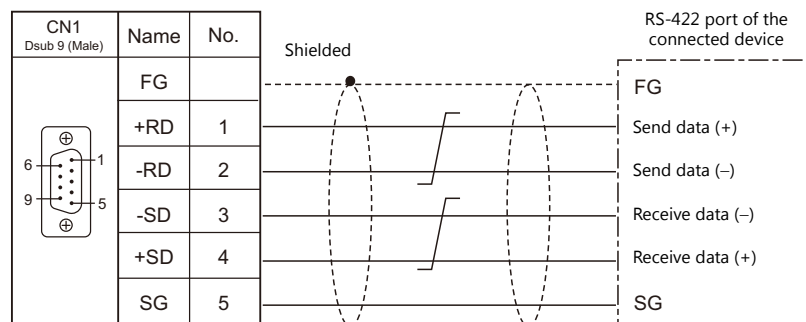 CN1
Dsub 9 (Male)
Name
No.
Shielded
RS-422 port of the
connected device
FG
FG
+RD
1
Send data (+)
-RD
2
Send data (−)
-SD
3
Receive data (−)
+SD
4
Receive data (+)
SG
5
SG
6
1
9
5